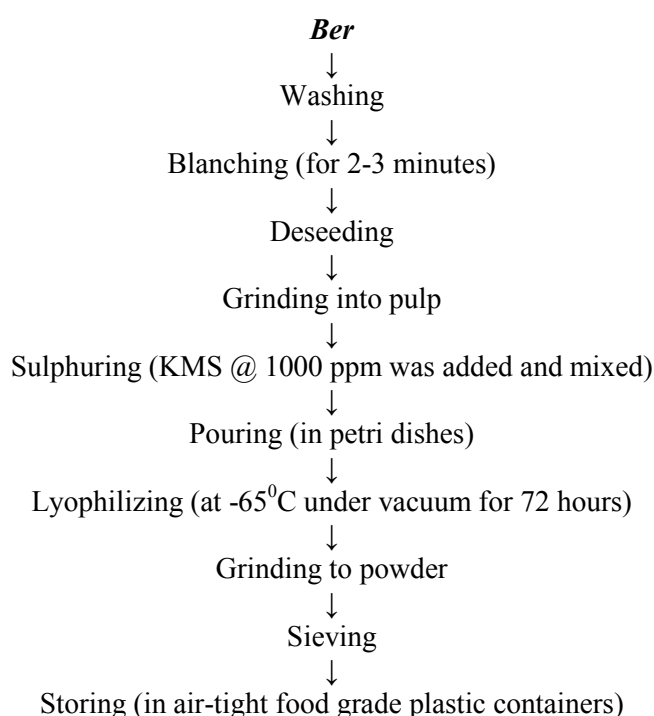 Ber
↓
Washing
↓
Blanching (for 2-3 minutes)
↓
Deseeding
↓
Grinding into pulp
↓
Sulphuring (KMS @ 1000 ppm was added and mixed)
↓
Pouring (in petri dishes)
↓
Lyophilizing (at -65⁰C under vacuum for 72 hours)
↓
Grinding to powder
↓
Sieving
↓
Storing (in air-tight food grade plastic containers)